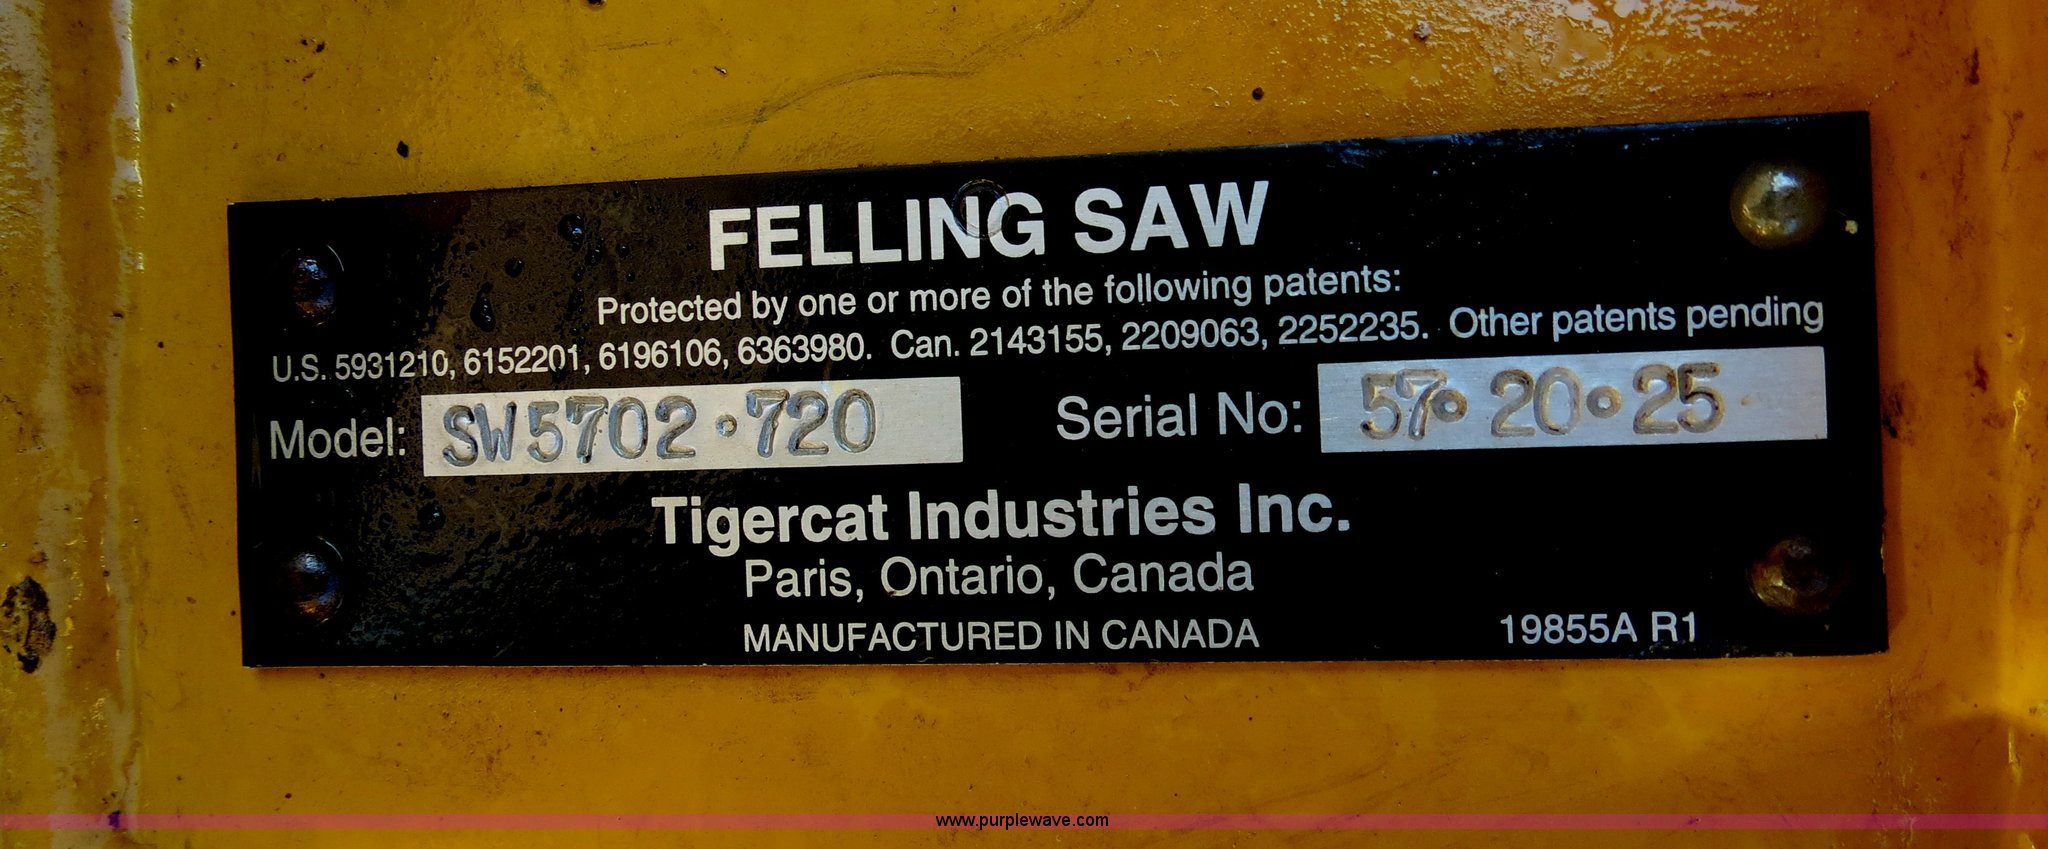 FELLING SAW
Protected by one or more of the following patents:
U.S. 5931210, 6152201, 6196106, 6363980. Can. 2143155, 2209063, 2252235. Other patents pending
Model: SW5702•720 Serial No: 57•20•25
Tigercat Industries Inc.
Paris, Ontario, Canada
MANUFACTURED IN CANADA 19855A R1
www.purplewave.com